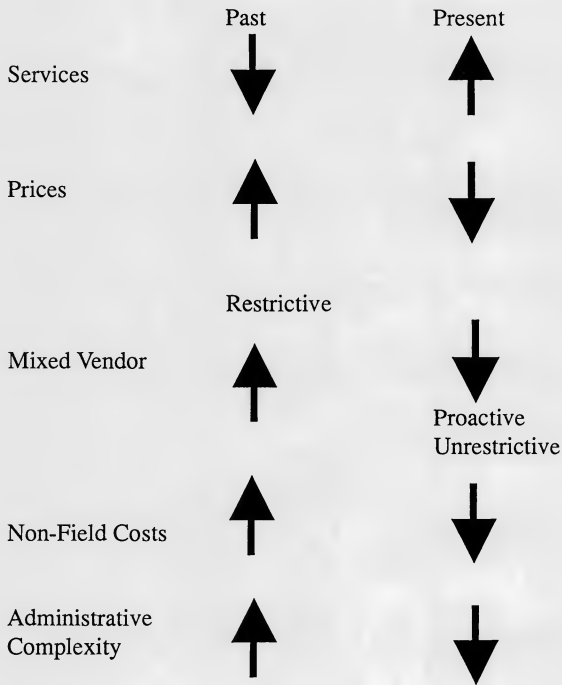 Past Present
Services
Prices
Restrictive
Mixed Vendor
Proactive
Unrestrictive
Non-Field Costs
Administrative
Complexity